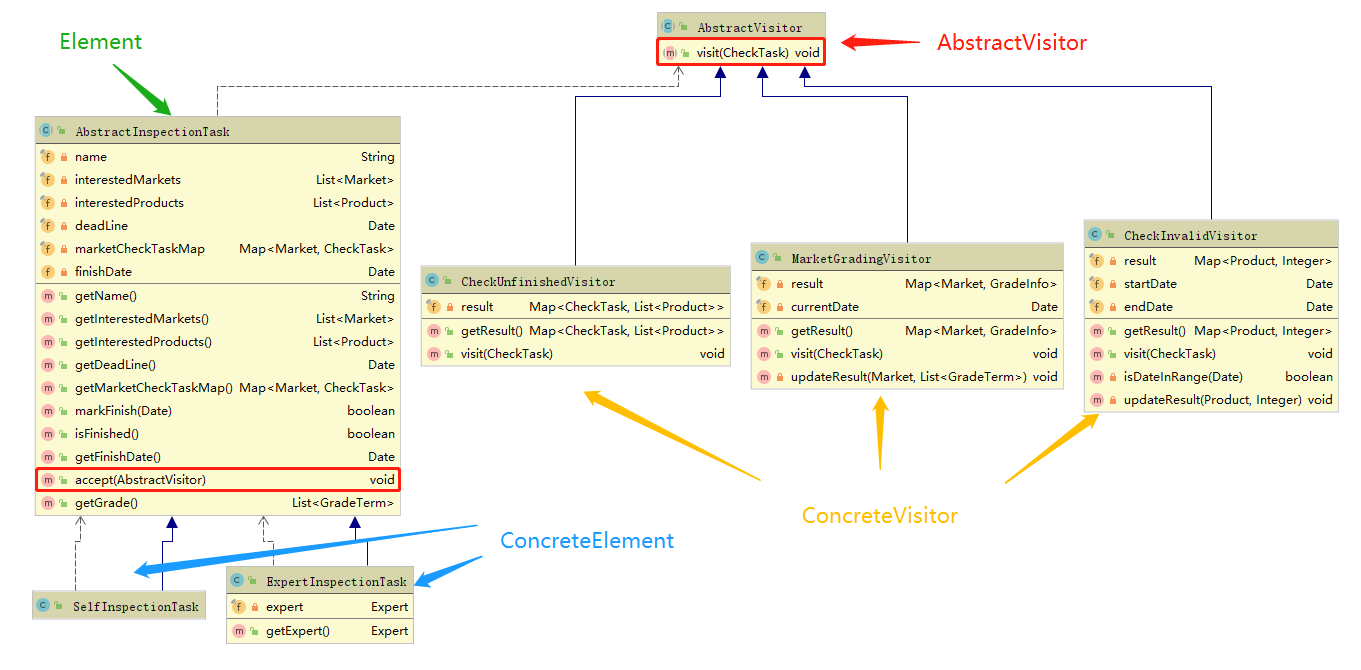 Element
AbstractVisitor
visit(CheckTask) void
AbstractVisitor
AbstractInspectionTask
name String
interestedMarkets List<Market>
interestedProducts List<Product>
deadLine Date
marketCheckTaskMap Map<Market, CheckTask>
finishDate Date
getName() String
getInterestedMarkets() List<Market>
getInterestedProducts() List<Product>
getDeadLine() Date
getMarketCheckTaskMap() Map<Market, CheckTask>
markFinish(Date) boolean
isFinished() boolean
getFinishDate() Date
accept(AbstractVisitor) void
getGrade() List<GradeTerm>
CheckUnfinishedVisitor
result Map<CheckTask, List<Product>>
getResult() Map<CheckTask, List<Product>>
visit(CheckTask) void
MarketGradingVisitor
result Map<Market, GradeInfo>
currentDate Date
getResult() Map<Market, GradeInfo>
visit(CheckTask) void
updateResult(Market, List<GradeTerm>) void
CheckInvalidVisitor
result Map<Product, Integer>
startDate Date
endDate Date
getResult() Map<Product, Integer>
visit(CheckTask) void
isDateInRange(Date) boolean
updateResult(Product, Integer) void
ConcreteVisitor
ConcreteElement
SelfInspectionTask
ExpertInspectionTask
expert Expert
getExpert() Expert